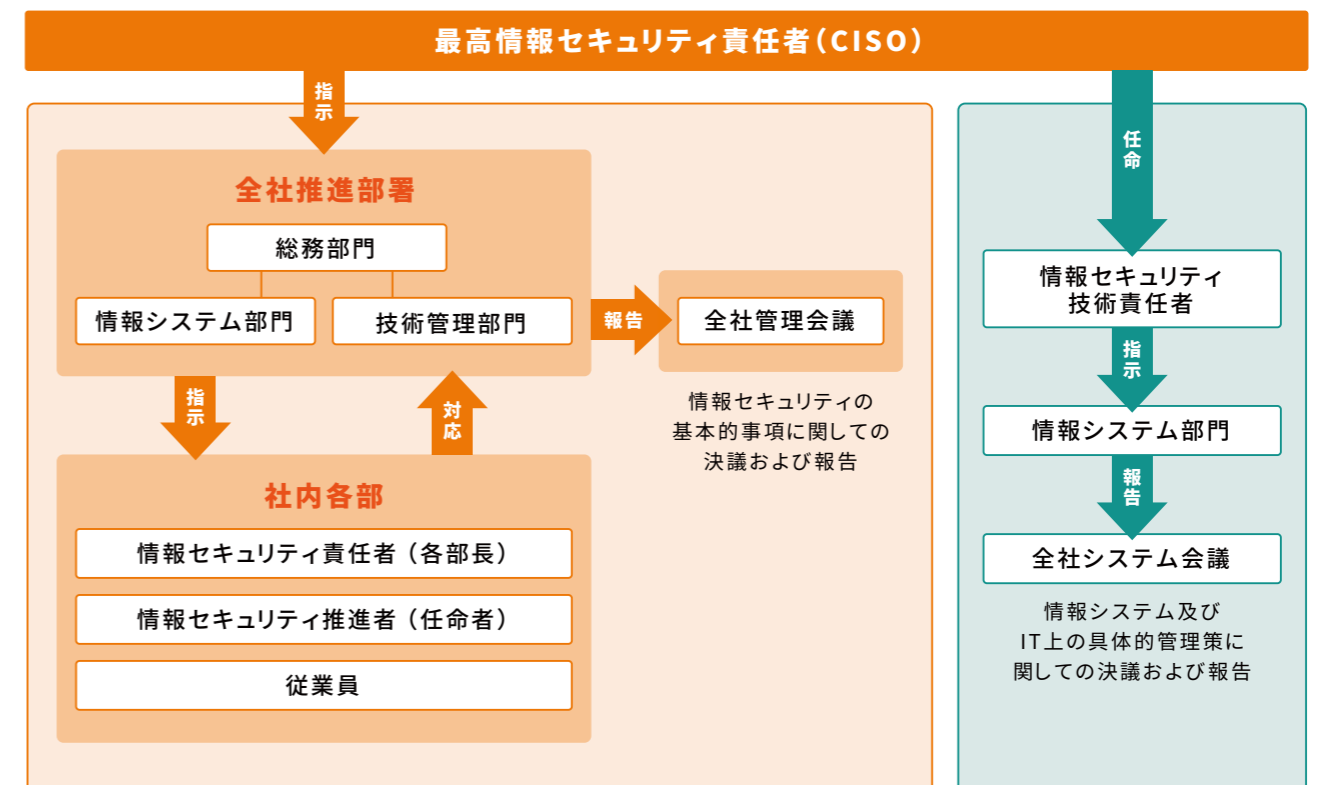 最高情報セキュリティ責任者（CISO）
指示
全社推進部署
総務部門
情報システム部門
技術管理部門
報告
全社管理会議
情報セキュリティの
基本的事項に関しての
決議および報告
指示
対応
社内各部
情報セキュリティ責任者（各部長）
情報セキュリティ推進者（任命者）
従業員
任命
情報セキュリティ
技術責任者
指示
情報システム部門
報告
全社システム会議
情報システム及び
IT上の具体的管理策に
関しての決議および報告